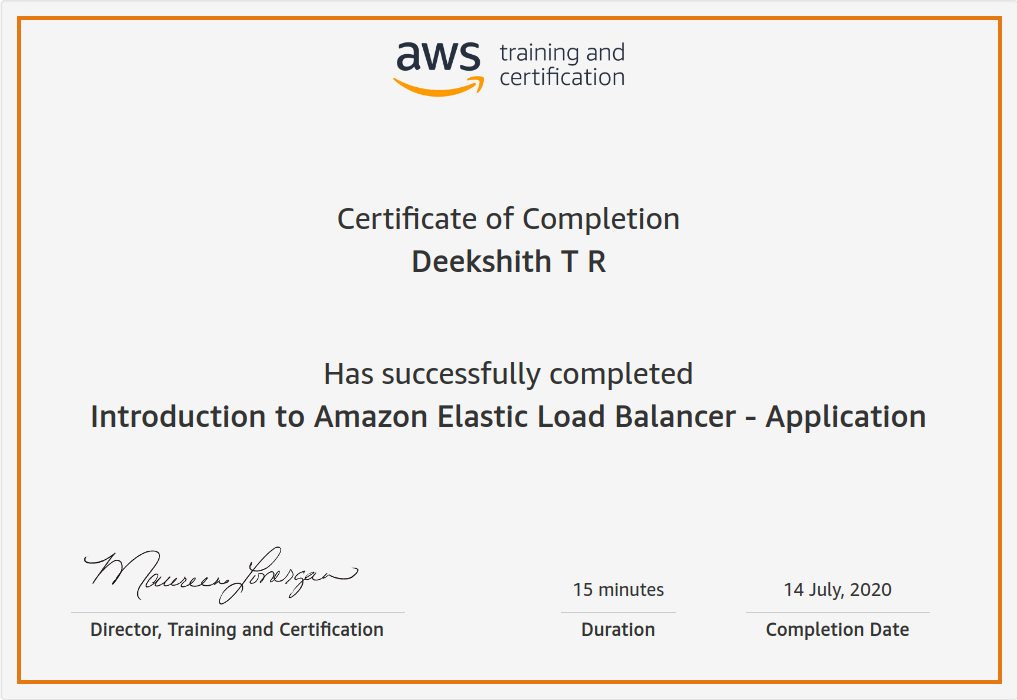 aws training and
certification
Certificate of Completion
Deekshith T R
Has successfully completed
Introduction to Amazon Elastic Load Balancer - Application
Maureen Lonergan
15 minutes
14 July, 2020
Director, Training and Certification
Duration
Completion Date